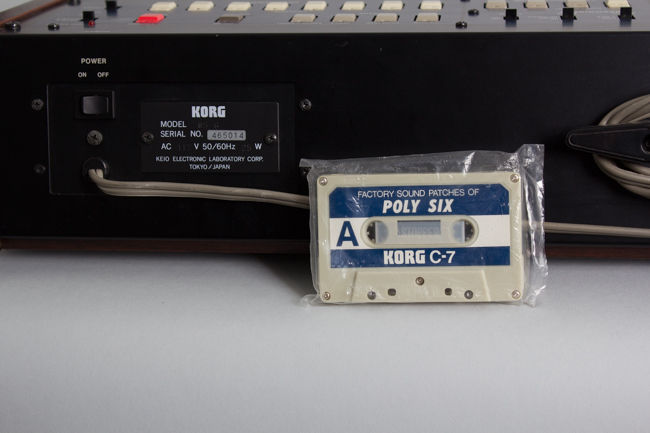 POWER
ON OFF
KORG
MODEL
SERIAL NO. 465014
AC V 50/60Hz W
KEIO ELECTRONIC LABORATORY CORP.
TOKYO/JAPAN
FACTORY SOUND PATCHES OF
POLY SIX
A
KORG C-7